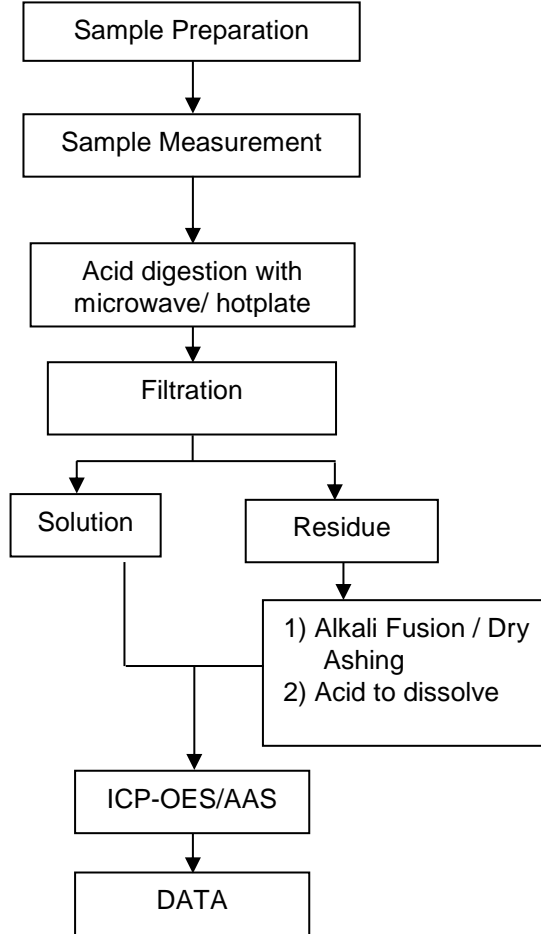 Sample Preparation
Sample Measurement
Acid digestion with
microwave/ hotplate
Filtration
Solution
Residue
1) Alkali Fusion / Dry
Ashing
2) Acid to dissolve
ICP-OES/AAS
DATA